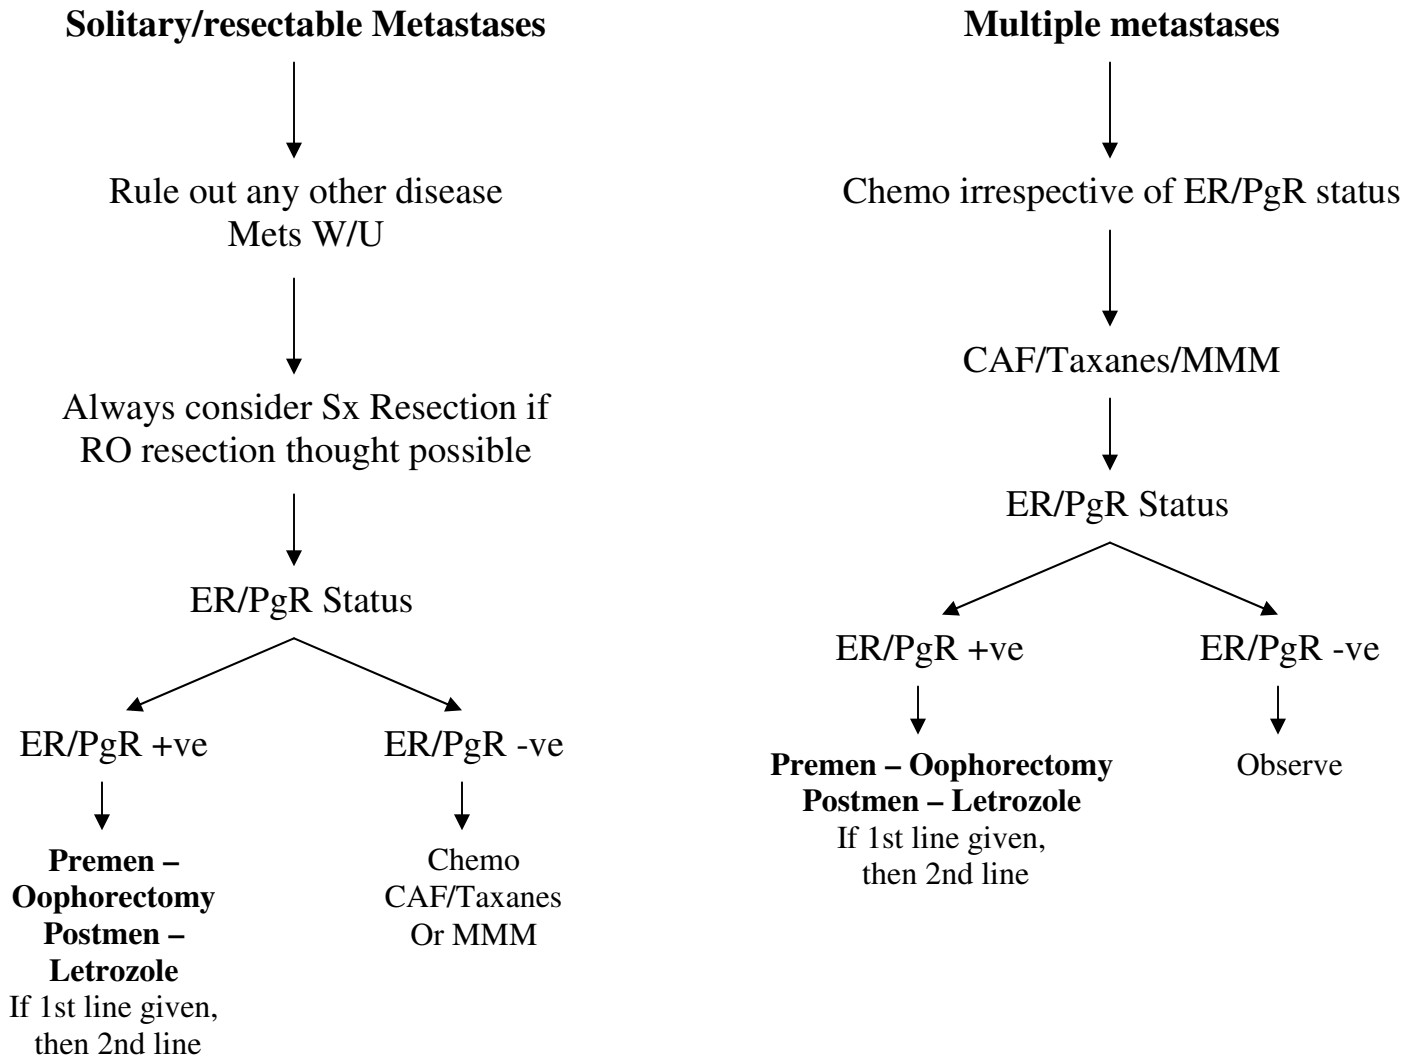 Solitary/resectable Metastases
Rule out any other disease
Mets W/U
Always consider Sx Resection if
RO resection thought possible
ER/PgR Status
ER/PgR +ve
ER/PgR -ve
Premen –
Oophorectomy
Postmen –
Letrozole
If 1st line given,
then 2nd line
Chemo
CAF/Taxanes
Or MMM
Multiple metastases
Chemo irrespective of ER/PgR status
CAF/Taxanes/MMM
ER/PgR Status
ER/PgR +ve
ER/PgR -ve
Premen – Oophorectomy
Postmen – Letrozole
If 1st line given,
then 2nd line
Observe